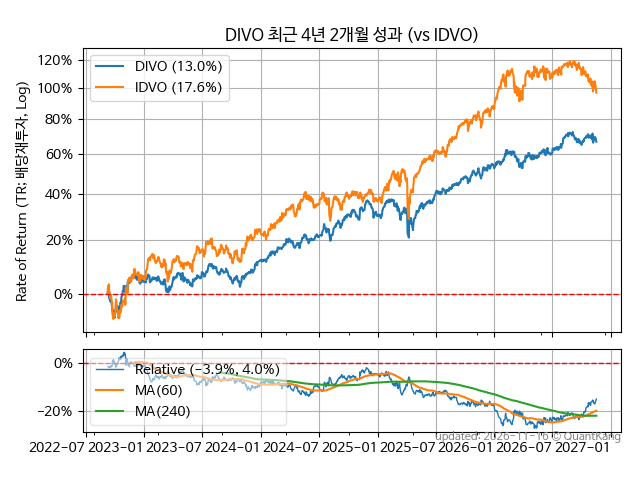 DIVO 최근 4년 2개월 성과 (vs IDVO)
Rate of Return (TR: 배당재투자, Log)
120%
100%
80%
60%
40%
20%
0%
DIVO (13.0%)
IDVO (17.6%)
0%
−20%
Relative (−3.9%, 4.0%)
MA(60)
MA(240)
2022-07 2023-01 2023-07 2024-01 2024-07 2025-01 2025-07 2026-01 2026-07 2027-01
updated: 2026-11-16 © QuantKang